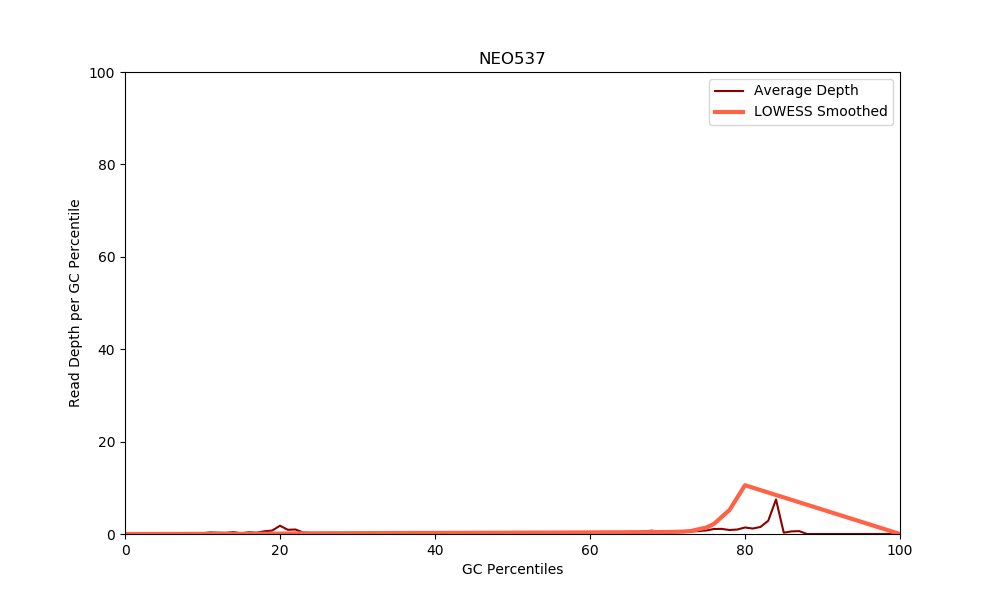 NEO537
Average Depth
LOWESS Smoothed
Read Depth per GC Percentile
100
80
60
40
20
0
0 20 40 60 80 100
GC Percentiles